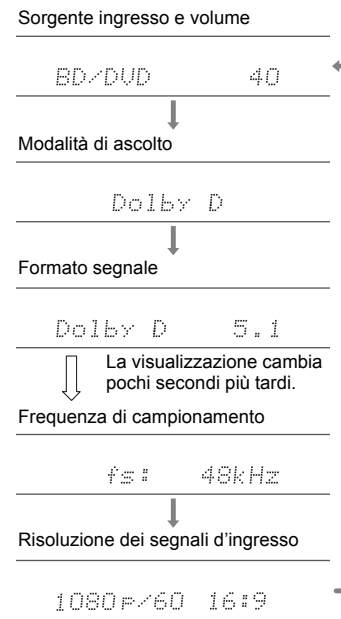 Sorgente ingresso e volume
BD/DVD 40
Modalità di ascolto
Dolby D
Formato segnale
Dolby D 5.1
La visualizzazione cambia
pochi secondi più tardi.
Frequenza di campionamento
fs: 48kHz
Risoluzione dei segnali d'ingresso
1080p/60 16:9